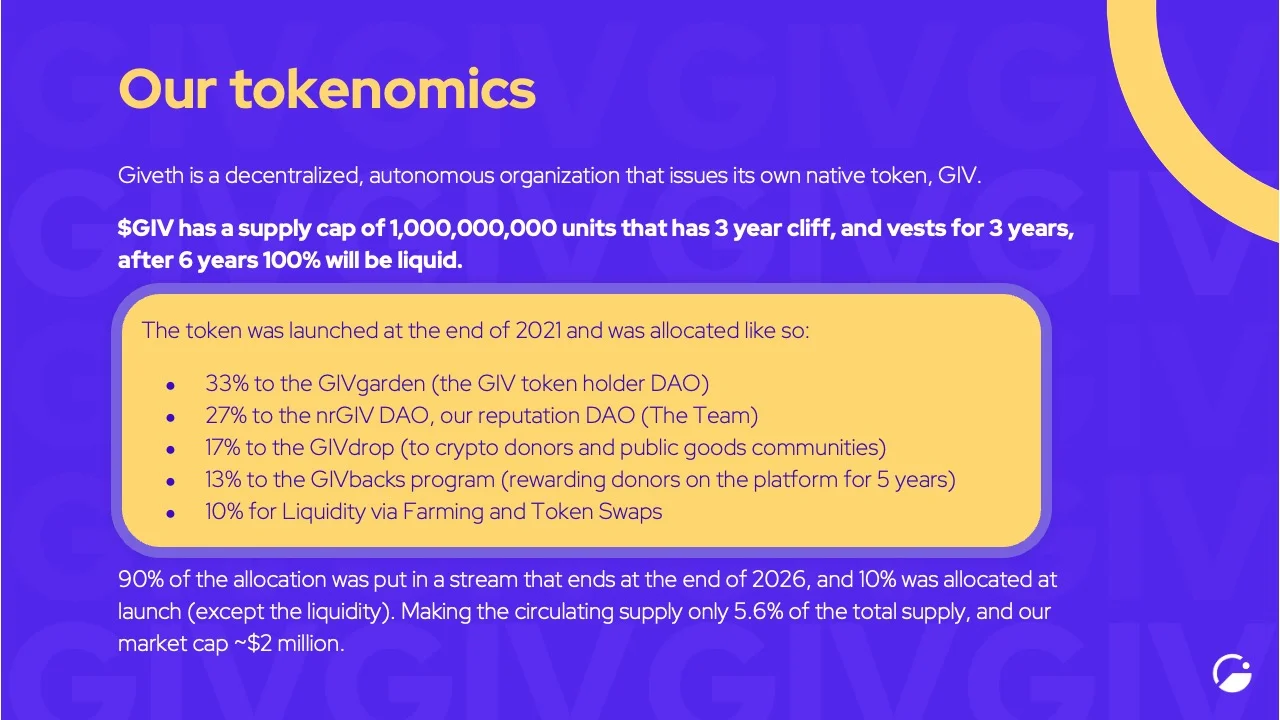 Our tokenomics
Giveth is a decentralized, autonomous organization that issues its own native token, GIV.
$GIV has a supply cap of 1,000,000,000 units that has 3 year cliff, and vests for 3 years,
after 6 years 100% will be liquid.
The token was launched at the end of 2021 and was allocated like so:
● 33% to the GIVgarden (the GIV token holder DAO)
● 27% to the nrGIV DAO, our reputation DAO (The Team)
● 17% to the GIVdrop (to crypto donors and public goods communities)
● 13% to the GIVbacks program (rewarding donors on the platform for 5 years)
● 10% for Liquidity via Farming and Token Swaps
90% of the allocation was put in a stream that ends at the end of 2026, and 10% was allocated at
launch (except the liquidity). Making the circulating supply only 5.6% of the total supply, and our
market cap ~$2 million.
GIVGIVGIVGIV
GIVGIVGIVGIV
GIVGIVGIVGIV